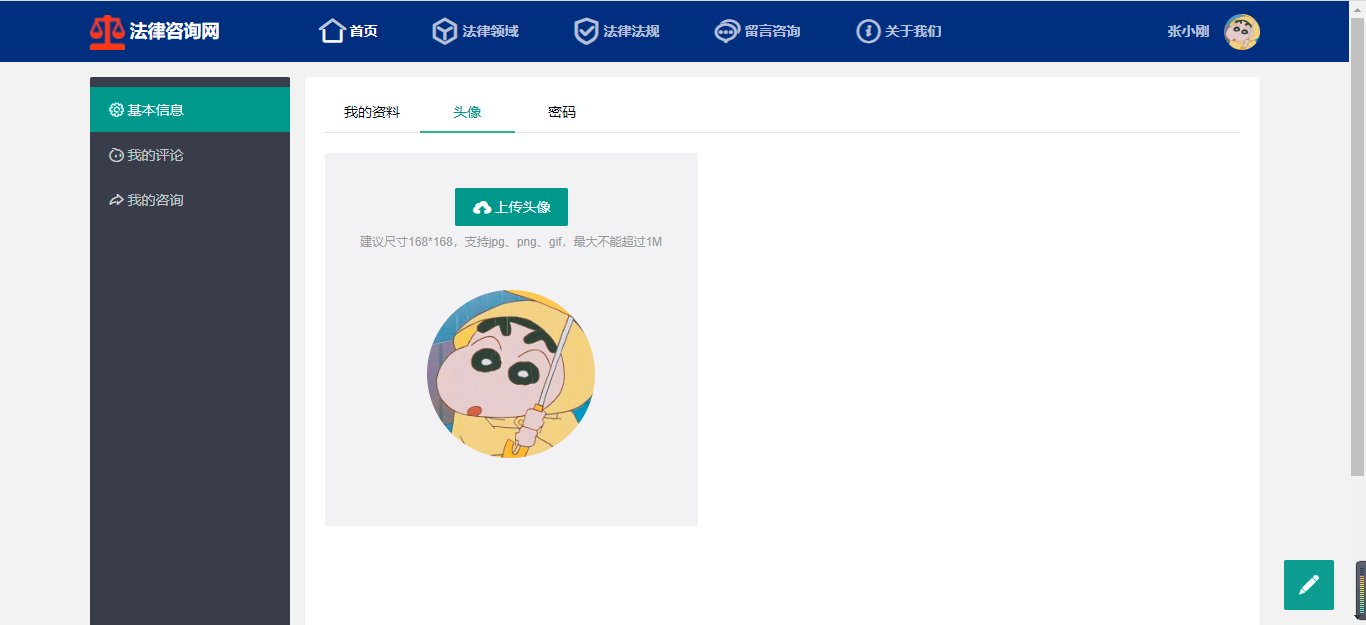 法律咨询网
首页
法律领域
法律法规
留言咨询
关于我们
张小刚
基本信息
我的评论
我的咨询
我的资料
头像
密码
上传头像
建议尺寸168*168，支持jpg、png、gif，最大不能超过1M